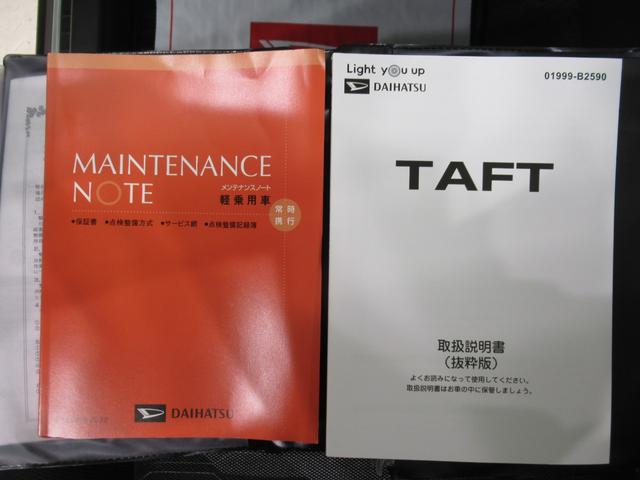 MAINTENANCE
NOTE
メンテナンスノート
軽乗用車
常時
携行
●保証書 ●点検整備方式 ●サービス網 ●点検整備記録簿
DAIHATSU
Light you up
DAIHATSU
01999-B2590
TAFT
取扱説明書
(抜粋版)
よくお読みになって使用してください。
取扱説明書はお車の中に保管しましょう。